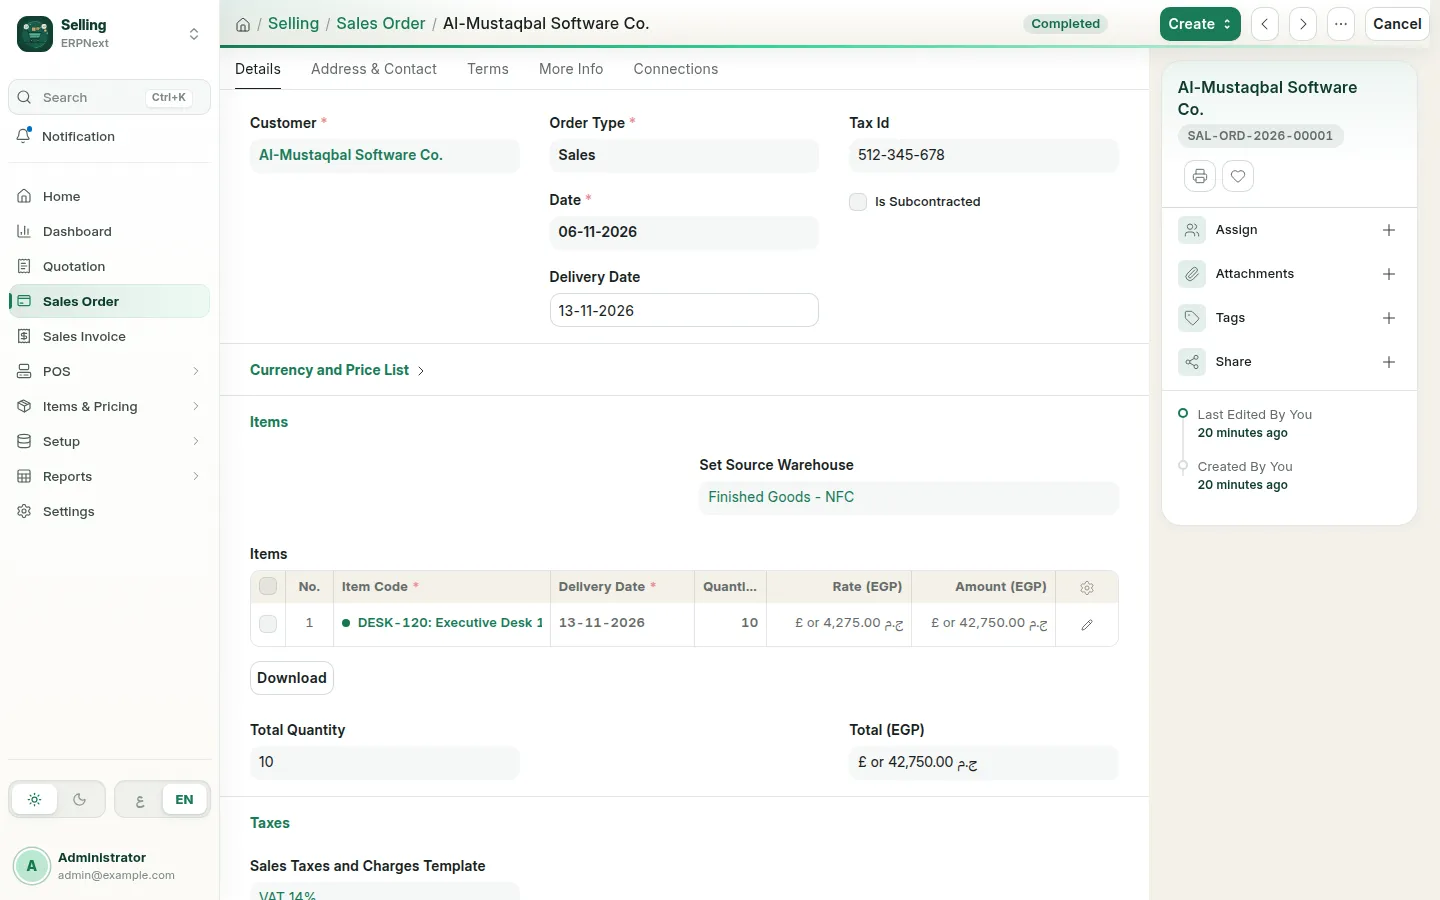 Selling
ERPNext
Search
Ctrl+K
Notification
Home
Dashboard
Quotation
Sales Order
Sales Invoice
POS
Items & Pricing
Setup
Reports
Settings
ع
EN
A
Administrator
admin@example.com
/ Selling / Sales Order / Al-Mustaqbal Software Co.
Completed
Create
Cancel
Details
Address & Contact
Terms
More Info
Connections
Customer *
Al-Mustaqbal Software Co.
Order Type *
Sales
Date *
06-11-2026
Delivery Date
13-11-2026
Tax Id
512-345-678
Is Subcontracted
Currency and Price List
Items
Set Source Warehouse
Finished Goods - NFC
Items
No. Item Code * Delivery Date * Quanti... Rate (EGP) Amount (EGP)
1 DESK-120: Executive Desk 1 13-11-2026 10 £ or 4,275.00 ج.م £ or 42,750.00 ج.م
Download
Total Quantity
10
Total (EGP)
£ or 42,750.00 ج.م
Taxes
Sales Taxes and Charges Template
VAT 14%
Al-Mustaqbal Software
Co.
SAL-ORD-2026-00001
Assign
Attachments
Tags
Share
Last Edited By You
20 minutes ago
Created By You
20 minutes ago